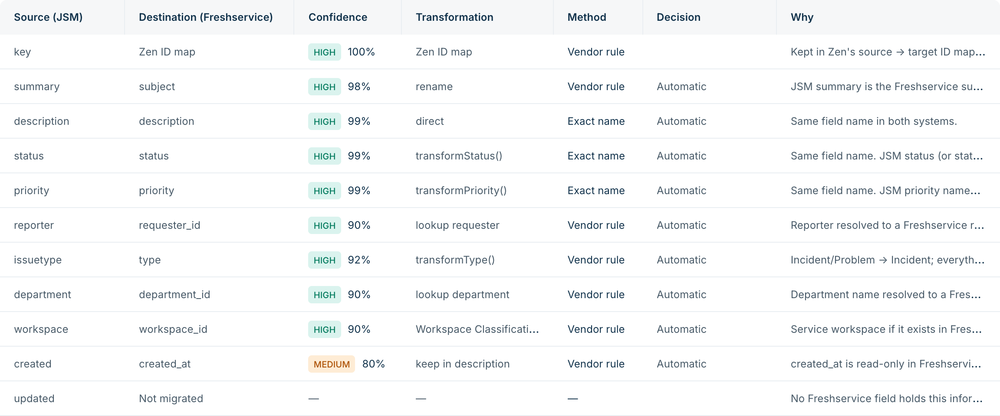 Source (JSM) Destination (Freshservice) Confidence Transformation Method Decision Why
key Zen ID map HIGH 100% Zen ID map Vendor rule Kept in Zen's source → target ID map...
summary subject HIGH 98% rename Vendor rule Automatic JSM summary is the Freshservice su...
description description HIGH 99% direct Exact name Automatic Same field name in both systems.
status status HIGH 99% transformStatus() Exact name Automatic Same field name. JSM status (or stat...
priority priority HIGH 99% transformPriority() Exact name Automatic Same field name. JSM priority name...
reporter requester_id HIGH 90% lookup requester Vendor rule Automatic Reporter resolved to a Freshservice r...
issuetype type HIGH 92% transformType() Vendor rule Automatic Incident/Problem → Incident; everyth...
department department_id HIGH 90% lookup department Vendor rule Automatic Department name resolved to a Fres...
workspace workspace_id HIGH 90% Workspace Classificati... Vendor rule Automatic Service workspace if it exists in Fres...
created created_at MEDIUM 80% keep in description Vendor rule Automatic created_at is read-only in Freshservi...
updated Not migrated — — — No Freshservice field holds this infor...